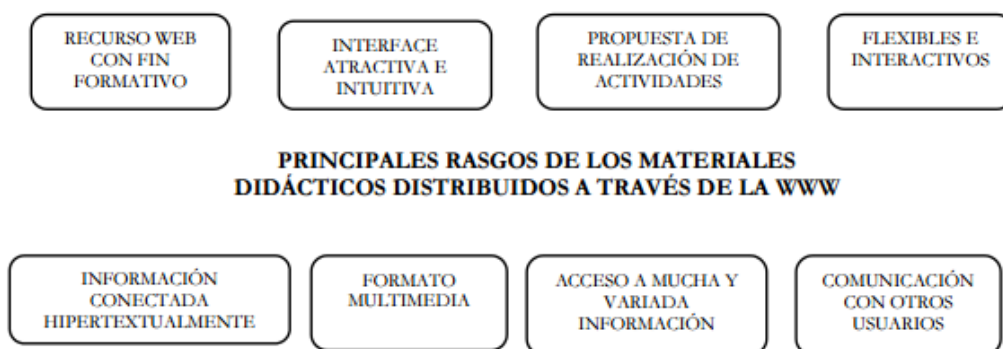 RECURSO WEB
CON FIN
FORMATIVO
INTERFACE
ATRACTIVA E
INTUITIVA
PROPUESTA DE
REALIZACIÓN DE
ACTIVIDADES
FLEXIBLES E
INTERACTIVOS
PRINCIPALES RASGOS DE LOS MATERIALES
DIDÁCTICOS DISTRIBUIDOS A TRAVÉS DE LA WWW
INFORMACIÓN
CONECTADA
HIPERTEXTUALMENTE
FORMATO
MULTIMEDIA
ACCESO A MUCHA Y
VARIADA
INFORMACIÓN
COMUNICACIÓN
CON OTROS
USUARIOS